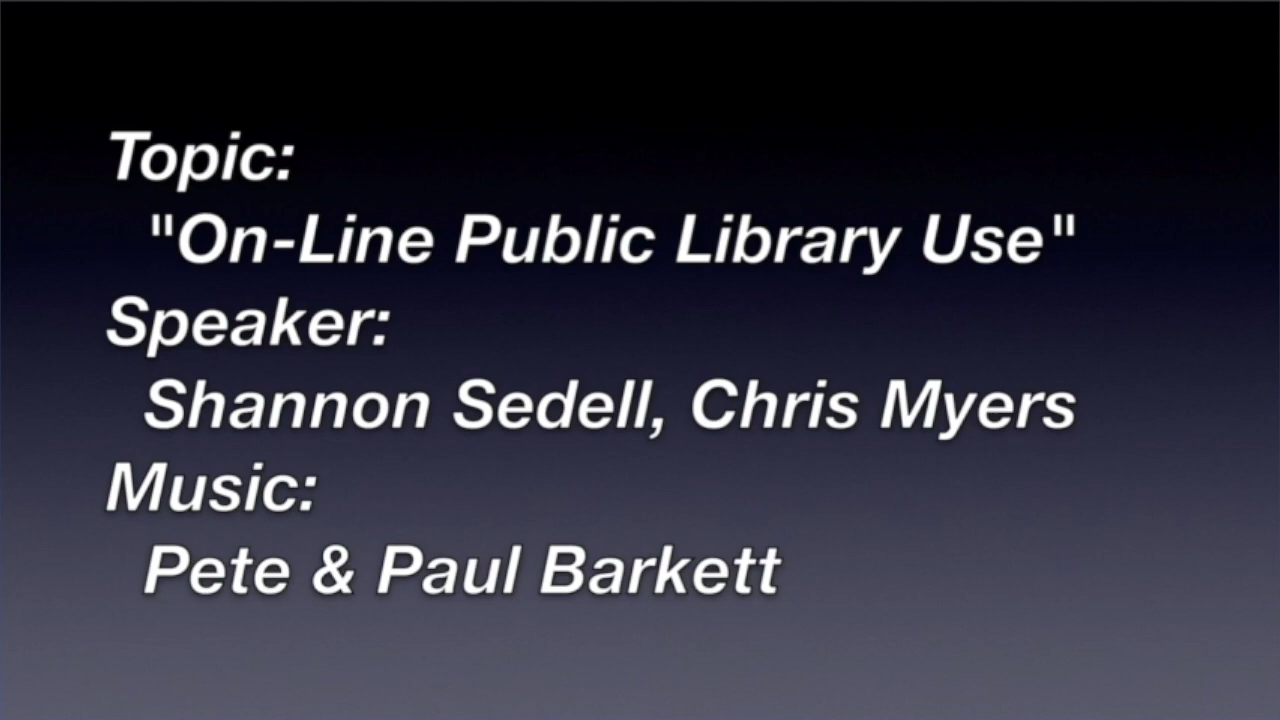 Topic:
"On-Line Public Library Use"
Speaker:
Shannon Sedell, Chris Myers
Music:
Pete & Paul Barkett